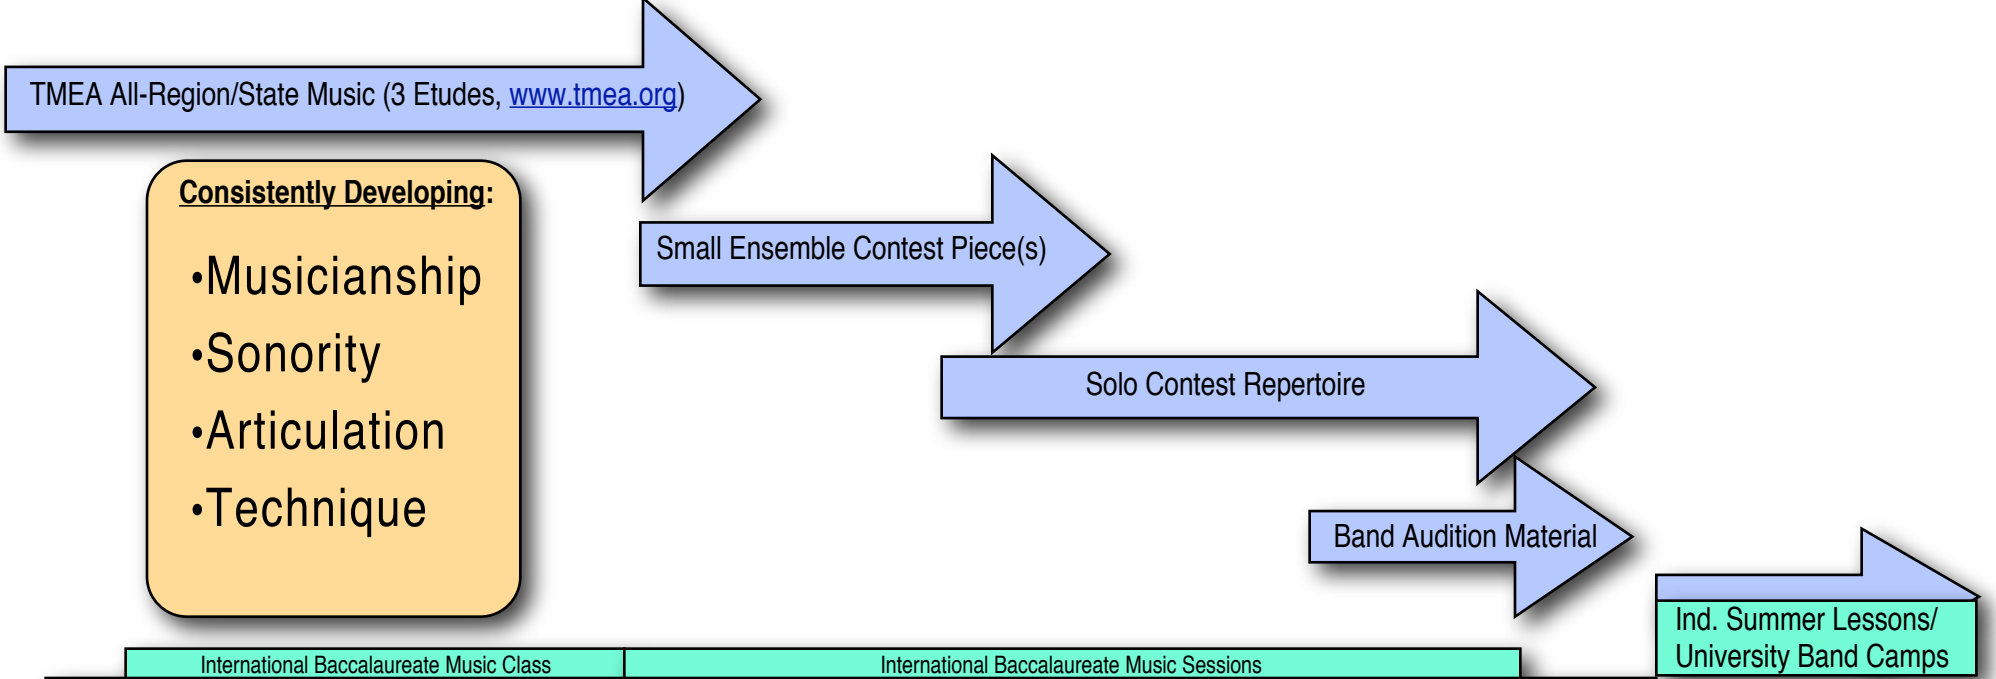 TMEA All-Region/State Music (3 Etudes, www.tmea.org)
Consistently Developing:
•Musicianship
•Sonority
•Articulation
•Technique
Small Ensemble Contest Piece(s)
Solo Contest Repertoire
Band Audition Material
Ind. Summer Lessons/
University Band Camps
International Baccalaureate Music Class
International Baccalaureate Music Sessions